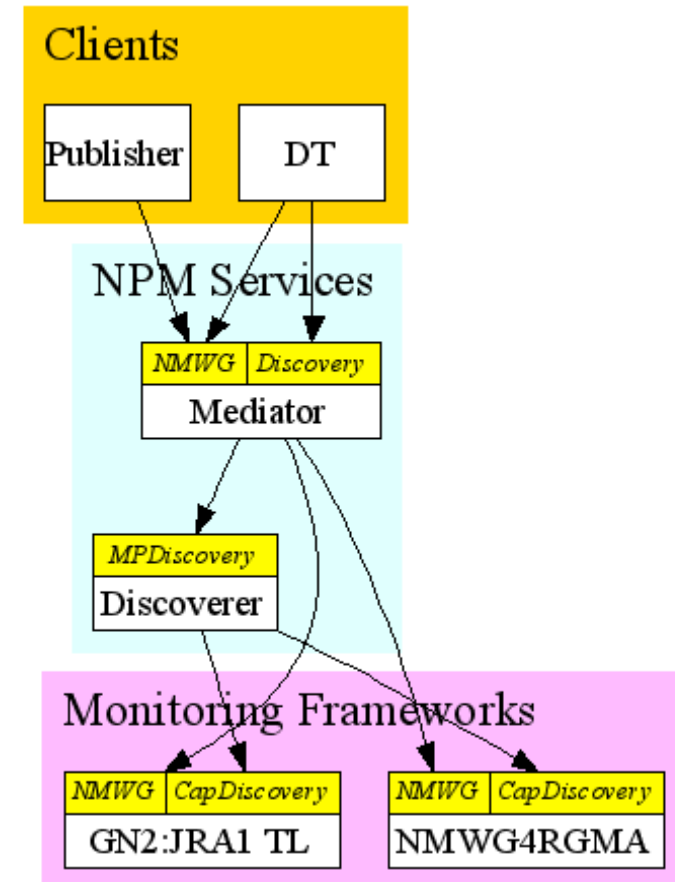 Clients
Publisher
DT
NPM Services
NMWG
Discovery
Mediator
MPDiscovery
Discoverer
Monitoring Frameworks
NMWG
CapDiscovery
NMWG
CapDiscovery
GN2:JRA1 TL
NMWG4RGMA